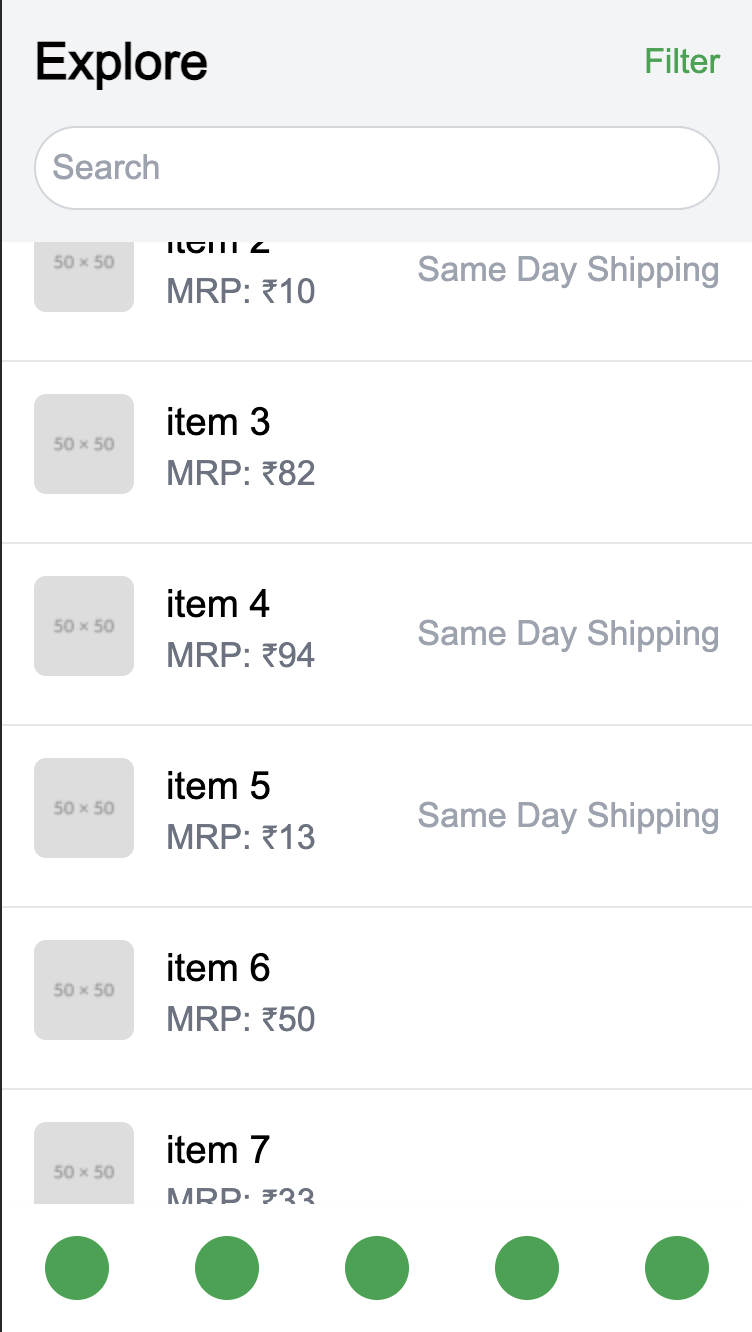 Explore
Filter
Search
item 2
50 × 50
MRP: ₹10
Same Day Shipping
item 3
50 × 50
MRP: ₹82
item 4
50 × 50
MRP: ₹94
Same Day Shipping
item 5
50 × 50
MRP: ₹13
Same Day Shipping
item 6
50 × 50
MRP: ₹50
item 7
50 × 50
MRP: ₹33